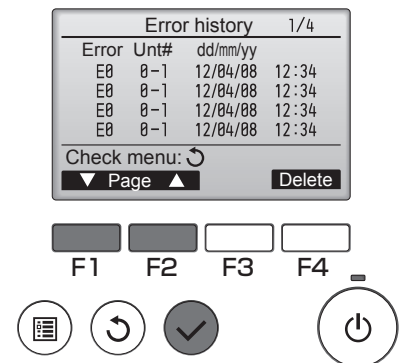 Error history 1/4
Error Unt# dd/mm/yy
E0 0-1 12/04/08 12:34
E0 0-1 12/04/08 12:34
E0 0-1 12/04/08 12:34
E0 0-1 12/04/08 12:34
Check menu:
▼ Page ▲ Delete
F1 F2 F3 F4